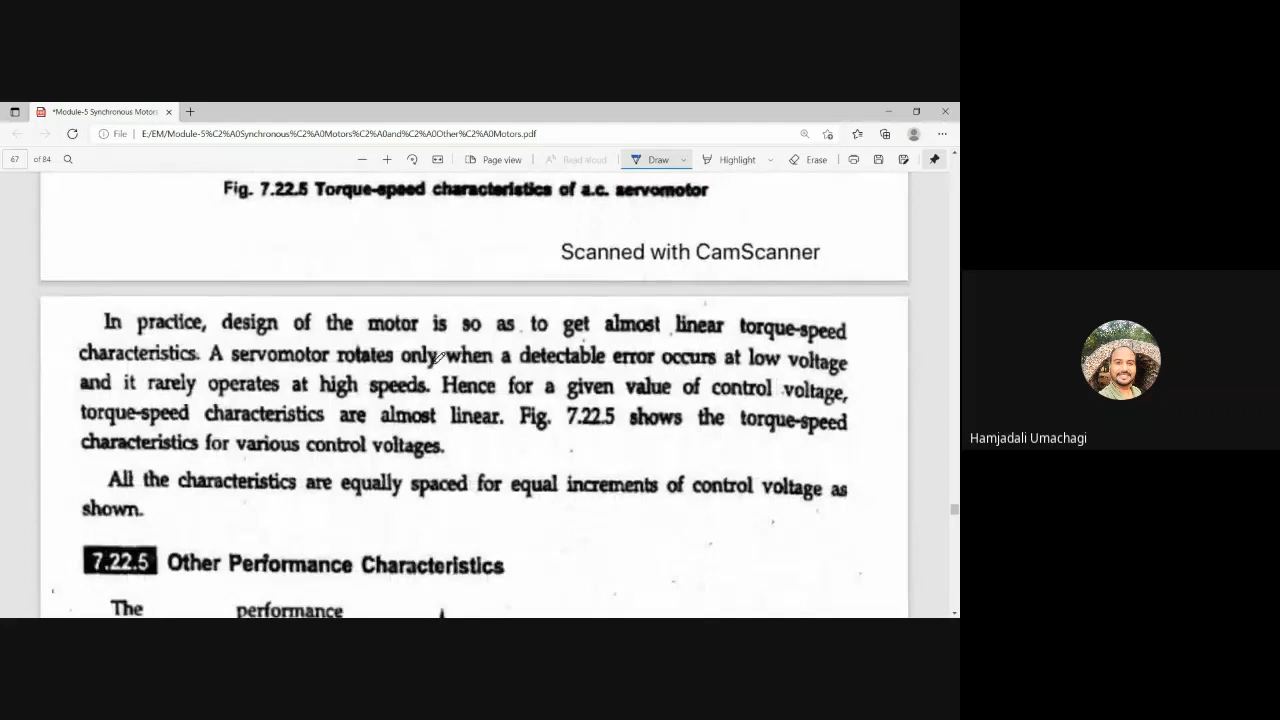 *Module-5 Synchronous Motors
File | E:/EM/Module-5%C2%A0Synchronous%C2%A0Motors%C2%A0and%C2%A0Other%C2%A0Motors.pdf
67 of 84 Page view Read aloud Draw Highlight Erase
Fig. 7.22.5 Torque-speed characteristics of a.c. servomotor
Scanned with CamScanner
In practice, design of the motor is so as to get almost linear torque-speed
characteristics. A servomotor rotates only when a detectable error occurs at low voltage
and it rarely operates at high speeds. Hence for a given value of control voltage,
torque-speed characteristics are almost linear. Fig. 7.22.5 shows the torque-speed
characteristics for various control voltages.
All the characteristics are equally spaced for equal increments of control voltage as
shown.
7.22.5 Other Performance Characteristics
The performance
Hamjadali Umachagi